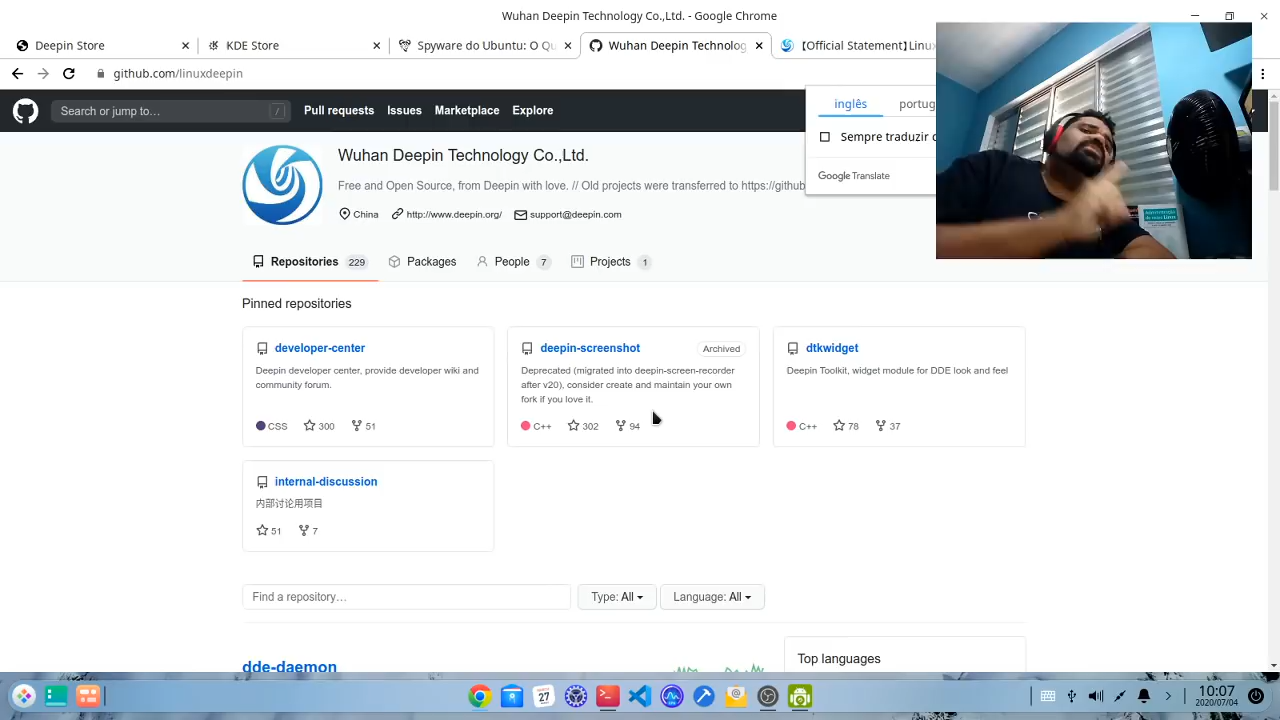 Wuhan Deepin Technology Co.,Ltd. - Google Chrome
Deepin Store
KDE Store
Spyware do Ubuntu: O Qu
Wuhan Deepin Technolog
【Official Statement】Linu
github.com/linuxdeepin
Search or jump to…
/
Pull requests
Issues
Marketplace
Explore
inglês
portug
Sempre traduzir o
Google Translate
Wuhan Deepin Technology Co.,Ltd.
Free and Open Source, from Deepin with love. // Old projects were transferred to https://github
China
http://www.deepin.org/
support@deepin.com
Repositories 229
Packages
People 7
Projects 1
Pinned repositories
developer-center
Deepin developer center, provide developer wiki and
community forum.
CSS 300 51
deepin-screenshot
Archived
Deprecated (migrated into deepin-screen-recorder
after v20), consider create and maintain your own
fork if you love it.
C++ 302 94
dtkwidget
Deepin Toolkit, widget module for DDE look and feel
C++ 78 37
internal-discussion
内部讨论用项目
51 7
Find a repository…
Type: All
Language: All
dde-daemon
Top languages
27
10:07
2020/07/04